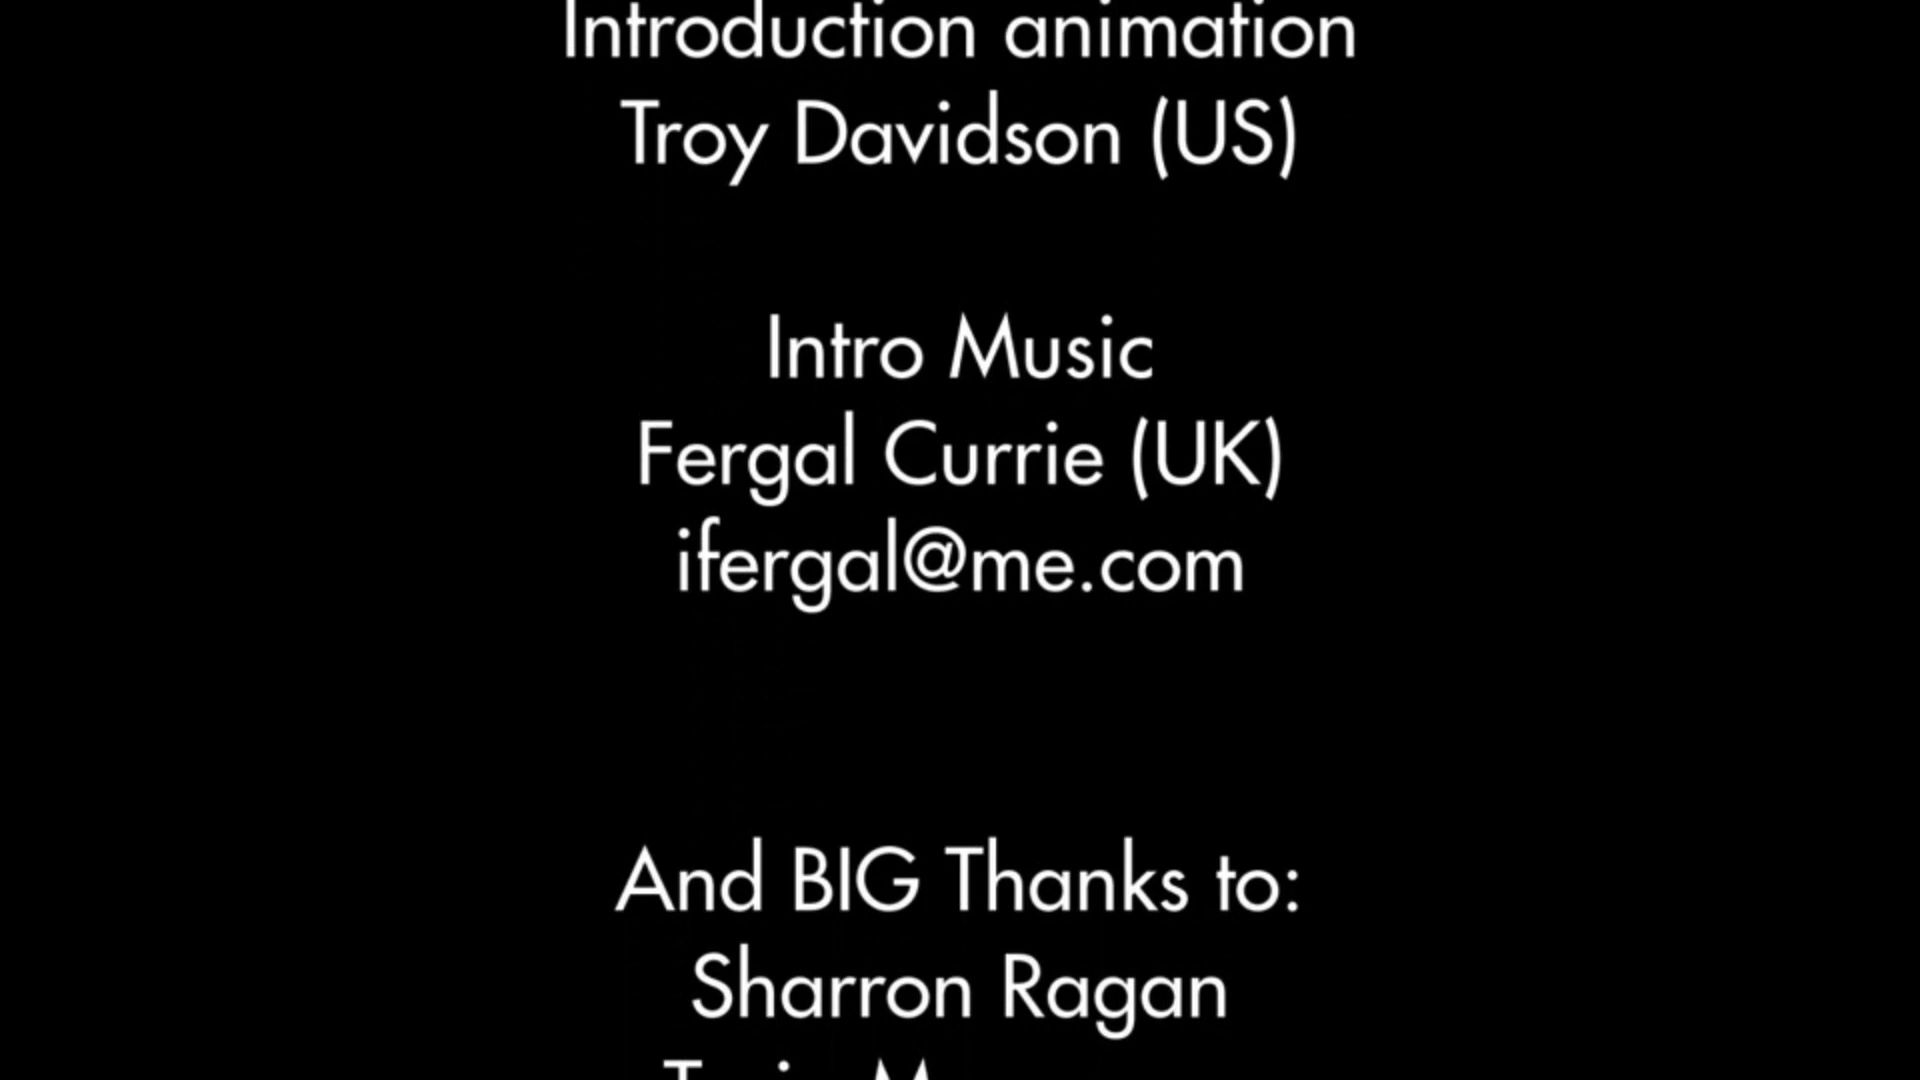 Introduction animation
Troy Davidson (US)
Intro Music
Fergal Currie (UK)
ifergal@me.com
And BIG Thanks to:
Sharron Ragan